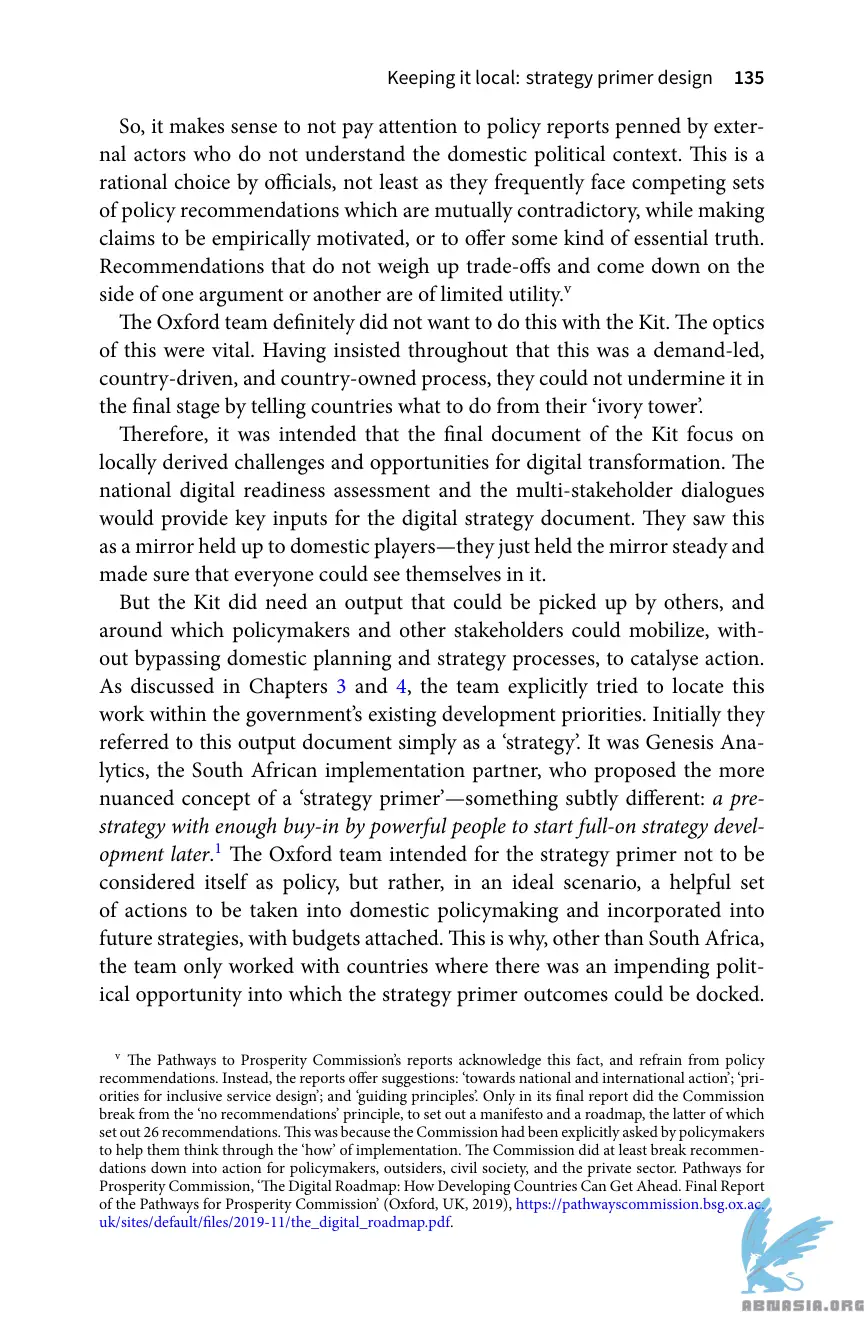 Keeping it local: strategy primer design 135
So, it makes sense to not pay attention to policy reports penned by exter-
nal actors who do not understand the domestic political context. This is a
rational choice by officials, not least as they frequently face competing sets
of policy recommendations which are mutually contradictory, while making
claims to be empirically motivated, or to offer some kind of essential truth.
Recommendations that do not weigh up trade-offs and come down on the
side of one argument or another are of limited utility.v
The Oxford team definitely did not want to do this with the Kit. The optics
of this were vital. Having insisted throughout that this was a demand-led,
country-driven, and country-owned process, they could not undermine it in
the final stage by telling countries what to do from their ‘ivory tower’.
Therefore, it was intended that the final document of the Kit focus on
locally derived challenges and opportunities for digital transformation. The
national digital readiness assessment and the multi-stakeholder dialogues
would provide key inputs for the digital strategy document. They saw this
as a mirror held up to domestic players—they just held the mirror steady and
made sure that everyone could see themselves in it.
But the Kit did need an output that could be picked up by others, and
around which policymakers and other stakeholders could mobilize, with-
out bypassing domestic planning and strategy processes, to catalyse action.
As discussed in Chapters 3 and 4, the team explicitly tried to locate this
work within the government’s existing development priorities. Initially they
referred to this output document simply as a ‘strategy’. It was Genesis Ana-
lytics, the South African implementation partner, who proposed the more
nuanced concept of a ‘strategy primer’—something subtly different: a pre-
strategy with enough buy-in by powerful people to start full-on strategy devel-
opment later.1 The Oxford team intended for the strategy primer not to be
considered itself as policy, but rather, in an ideal scenario, a helpful set
of actions to be taken into domestic policymaking and incorporated into
future strategies, with budgets attached. This is why, other than South Africa,
the team only worked with countries where there was an impending polit-
ical opportunity into which the strategy primer outcomes could be docked.
v The Pathways to Prosperity Commission’s reports acknowledge this fact, and refrain from policy
recommendations. Instead, the reports offer suggestions: ‘towards national and international action’; ‘pri-
orities for inclusive service design’; and ‘guiding principles’. Only in its final report did the Commission
break from the ‘no recommendations’ principle, to set out a manifesto and a roadmap, the latter of which
set out 26 recommendations. This was because the Commission had been explicitly asked by policymakers
to help them think through the ‘how’ of implementation. The Commission did at least break recommen-
dations down into action for policymakers, outsiders, civil society, and the private sector. Pathways for
Prosperity Commission, ‘The Digital Roadmap: How Developing Countries Can Get Ahead. Final Report
of the Pathways for Prosperity Commission’ (Oxford, UK, 2019), https://pathwayscommission.bsg.ox.ac.
uk/sites/default/files/2019-11/the_digital_roadmap.pdf.
ABNASIA.ORG